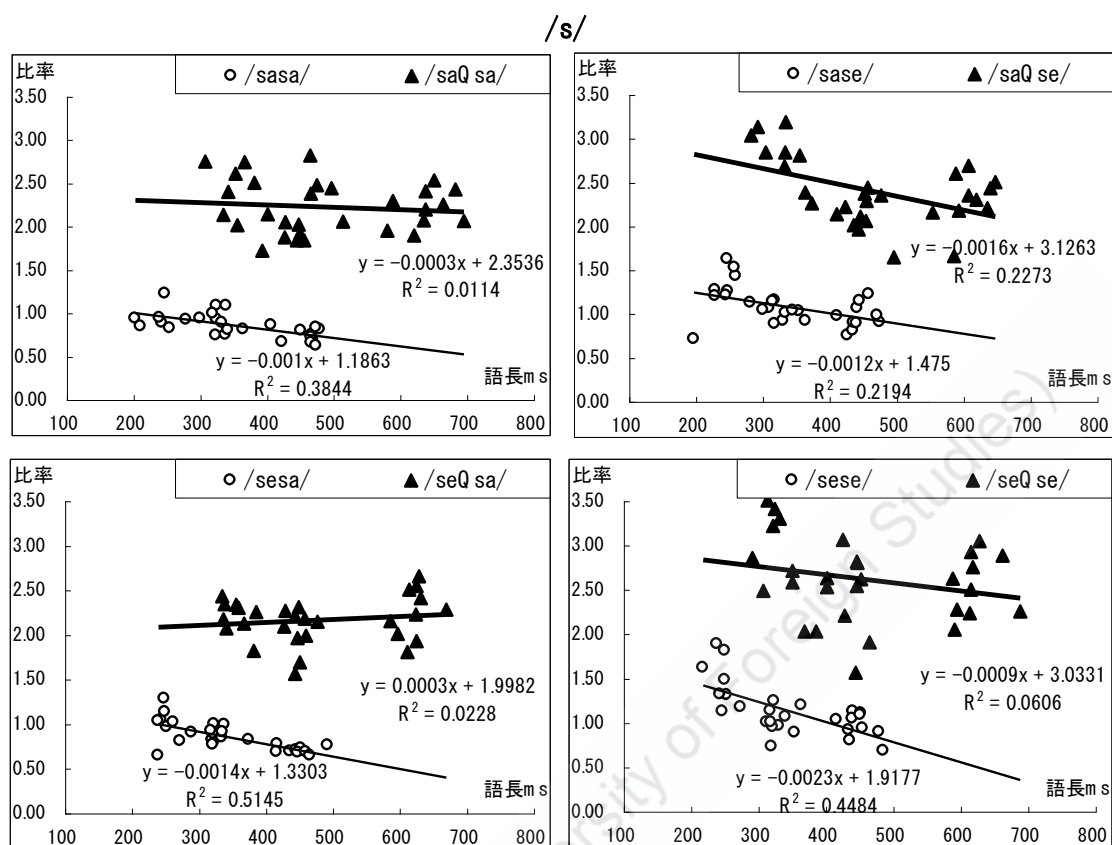 /s/
比率
○ /sasa/ ▲ /saQ sa/
3.50
3.00
2.50
2.00
1.50
1.00
0.50
0.00
y = −0.0003x + 2.3536
R² = 0.0114
y = −0.001x + 1.1863
R² = 0.3844
語長ms
100 200 300 400 500 600 700 800
比率
○ /sase/ ▲ /saQ se/
3.50
3.00
2.50
2.00
1.50
1.00
0.50
0.00
y = −0.0016x + 3.1263
R² = 0.2273
y = −0.0012x + 1.475
R² = 0.2194
語長ms
100 200 300 400 500 600 700 800
比率
○ /sesa/ ▲ /seQ sa/
3.50
3.00
2.50
2.00
1.50
1.00
0.50
0.00
y = 0.0003x + 1.9982
R² = 0.0228
y = −0.0014x + 1.3303
R² = 0.5145
語長ms
100 200 300 400 500 600 700 800
比率
○ /sese/ ▲ /seQ se/
3.50
3.00
2.50
2.00
1.50
1.00
0.50
0.00
y = −0.0009x + 3.0331
R² = 0.0606
y = −0.0023x + 1.9177
R² = 0.4484
語長ms
100 200 300 400 500 600 700 800
of Foreign Studies)